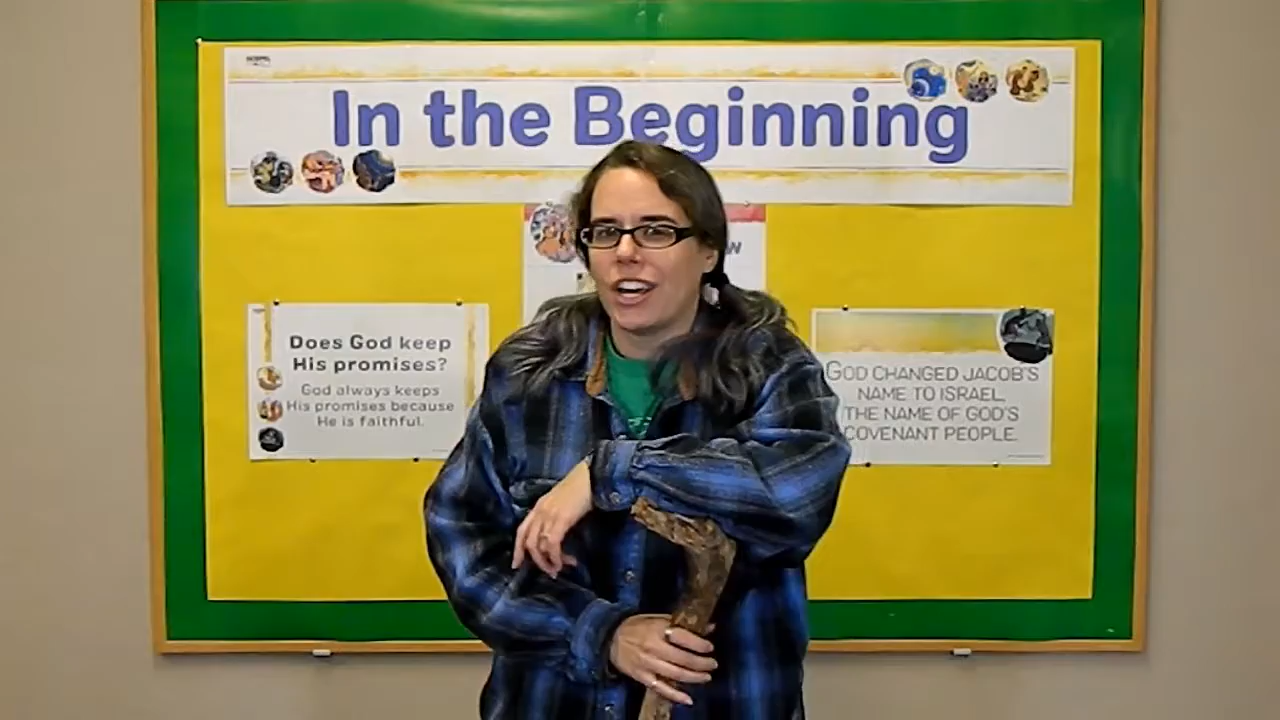 In the Beginning
Does God keep
His promises?
God always keeps
His promises because
He is faithful.
GOD CHANGED JACOB'S
NAME TO ISRAEL,
THE NAME OF GOD'S
COVENANT PEOPLE.